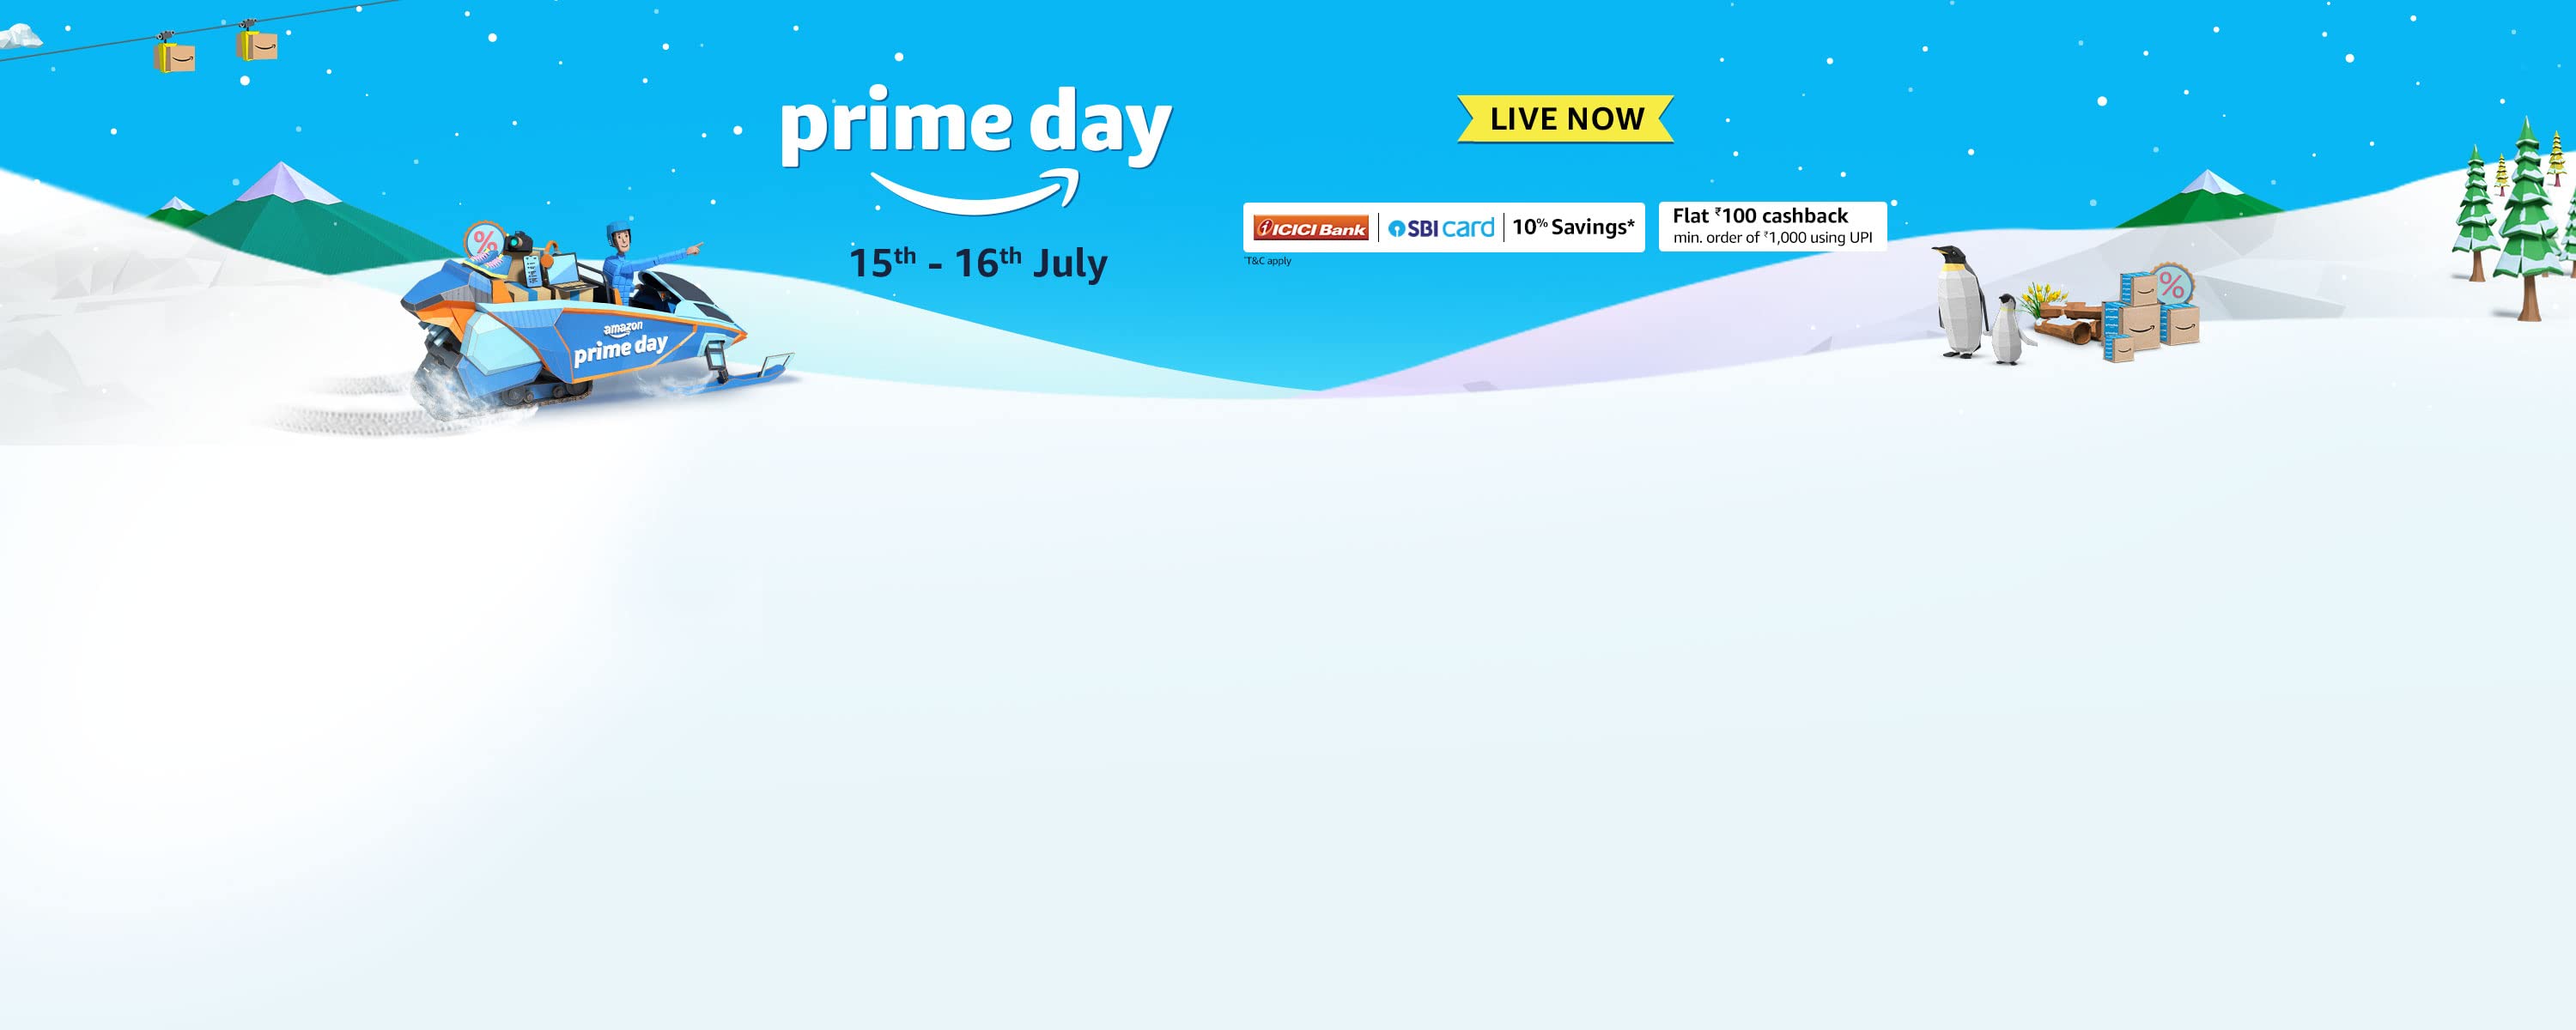 prime day
15th - 16th July
LIVE NOW
ICICI Bank | SBI card | 10% Savings*
*T&C apply
Flat ₹100 cashback
min. order of ₹1,000 using UPI
%
amazon
prime day
%